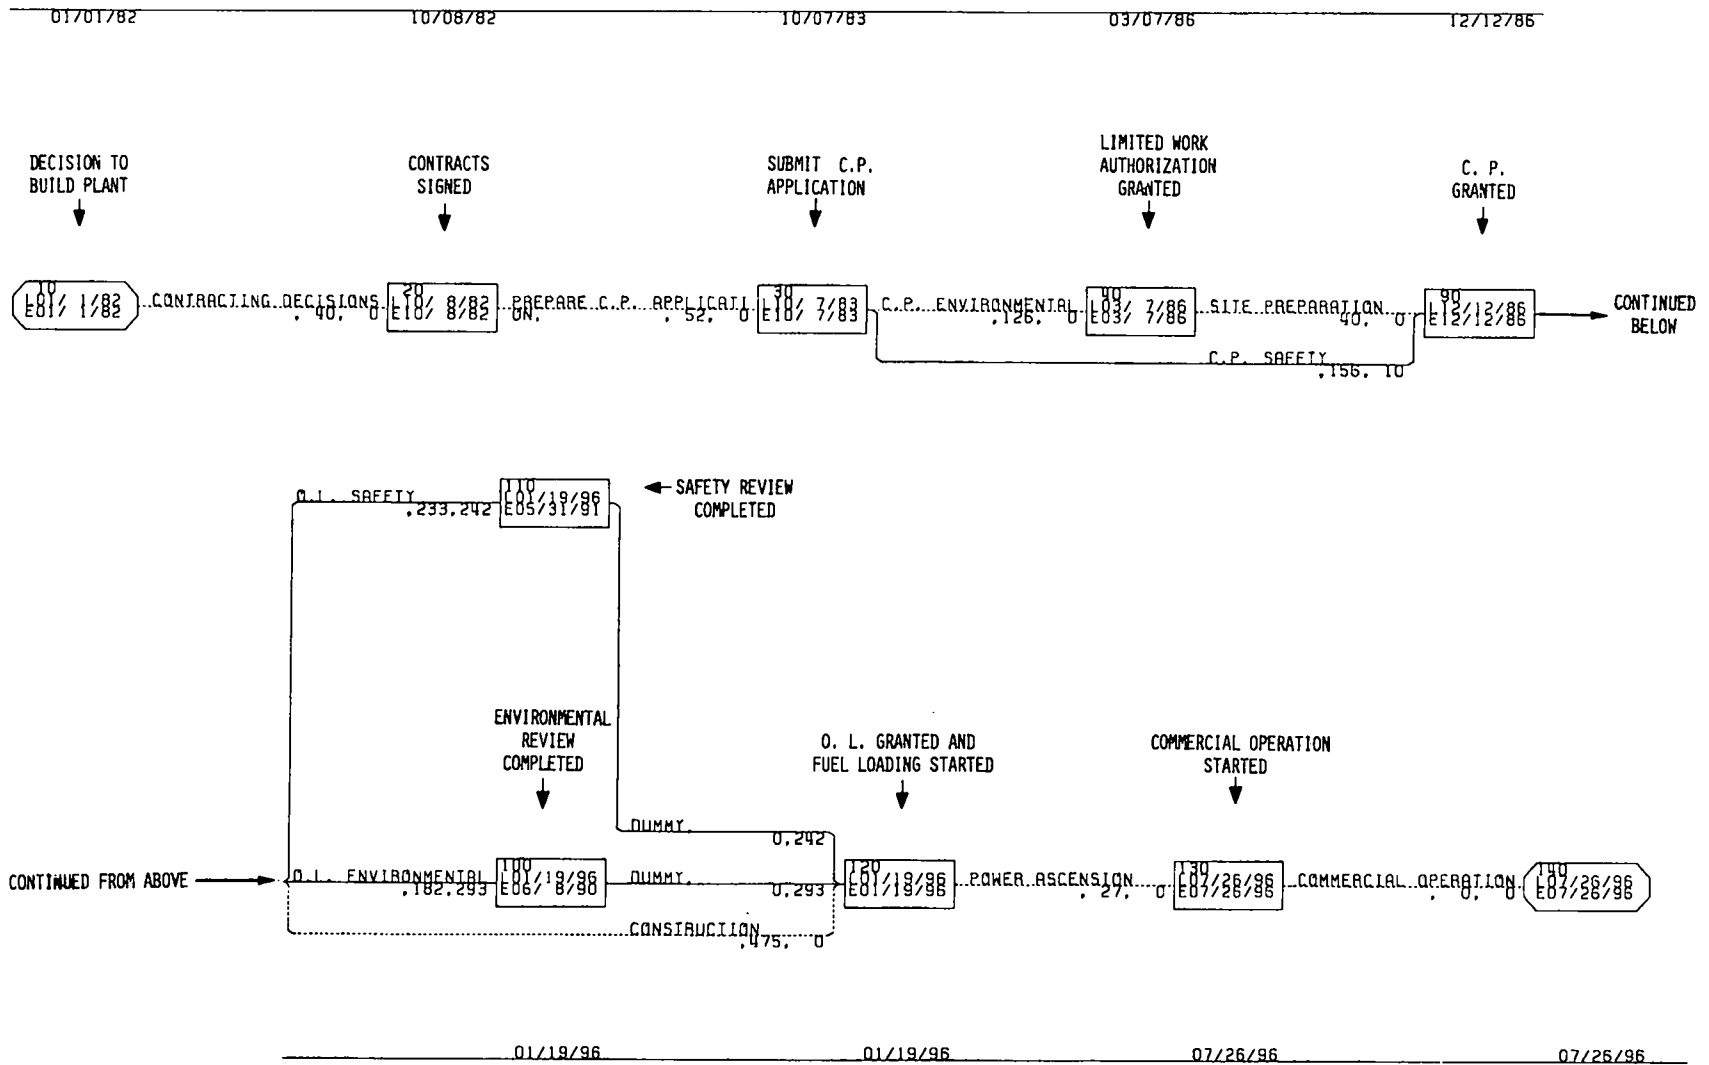 01/01/82 10/08/82 10/07/83 03/07/86 12/12/86
DECISION TO
BUILD PLANT
CONTRACTS
SIGNED
SUBMIT C.P.
APPLICATION
LIMITED WORK
AUTHORIZATION
GRANTED
C. P.
GRANTED
10
L01/ 1/82
E01/ 1/82
CONTRACTING DECISIONS
, 40, 0
20
L10/ 8/82
E10/ 8/82
PREPARE C.P. APPLICATI
ON, , 52, 0
30
L10/ 7/83
E10/ 7/83
C.P. ENVIRONMENTAL
,126, 0
40
L03/ 7/86
E03/ 7/86
SITE PREPARATION
40, 0
90
L12/12/86
E12/12/86
CONTINUED
BELOW
C.P. SAFETY
,156, 10
O.L. SAFETY
,233,242
110
L01/19/96
E05/31/91
SAFETY REVIEW
COMPLETED
ENVIRONMENTAL
REVIEW
COMPLETED
O. L. GRANTED AND
FUEL LOADING STARTED
COMMERCIAL OPERATION
STARTED
DUMMY,
0,242
CONTINUED FROM ABOVE
O.L. ENVIRONMENTAL
,182,293
100
L01/19/96
E06/ 8/90
DUMMY,
0,293
120
L01/19/96
E01/19/96
POWER ASCENSION
, 27, 0
130
L07/26/96
E07/26/96
COMMERCIAL OPERATION
, 0, 0
140
L07/26/96
E07/26/96
CONSTRUCTION
,475, 0
01/19/96 01/19/96 07/26/96 07/26/96